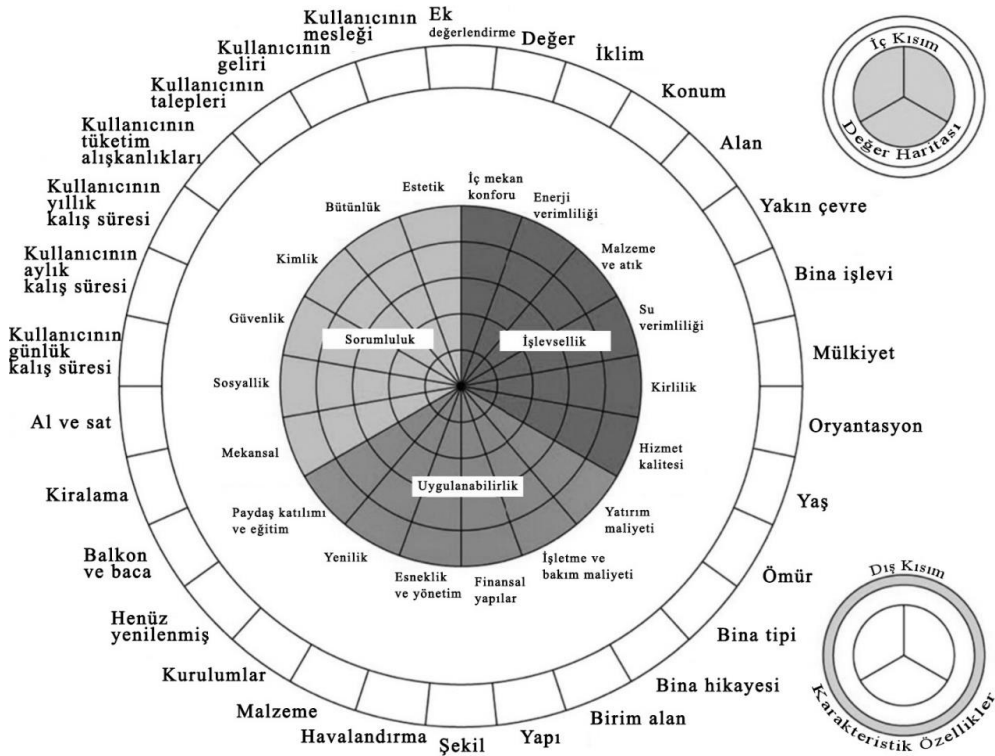 Ek
değerlendirme
Değer
İklim
Konum
Alan
Yakın çevre
Bina işlevi
Mülkiyet
Oryantasyon
Yaş
Ömür
Bina tipi
Bina hikayesi
Birim alan
Yapı
Şekil
Havalandırma
Malzeme
Kurulumlar
Henüz
yenilenmiş
Balkon
ve baca
Kiralama
Al ve sat
Kullanıcının
günlük
kalış süresi
Kullanıcının
aylık
kalış süresi
Kullanıcının
yıllık
kalış süresi
Kullanıcının
tüketim
alışkanlıkları
Kullanıcının
talepleri
Kullanıcının
geliri
Kullanıcının
mesleği
İç mekan
konforu
Enerji
verimliliği
Malzeme
ve atık
Su
verimliliği
Kirlilik
Hizmet
kalitesi
Yatırım
maliyeti
İşletme ve
bakım maliyeti
Finansal
yapılar
Esneklik
ve yönetim
Yenilik
Paydaş katılımı
ve eğitim
Mekansal
Sosyallik
Güvenlik
Kimlik
Bütünlük
Estetik
Sorumluluk
İşlevsellik
Uygulanabilirlik
İç Kısım
Değer Haritası
Dış Kısım
Karakteristik Özellikler